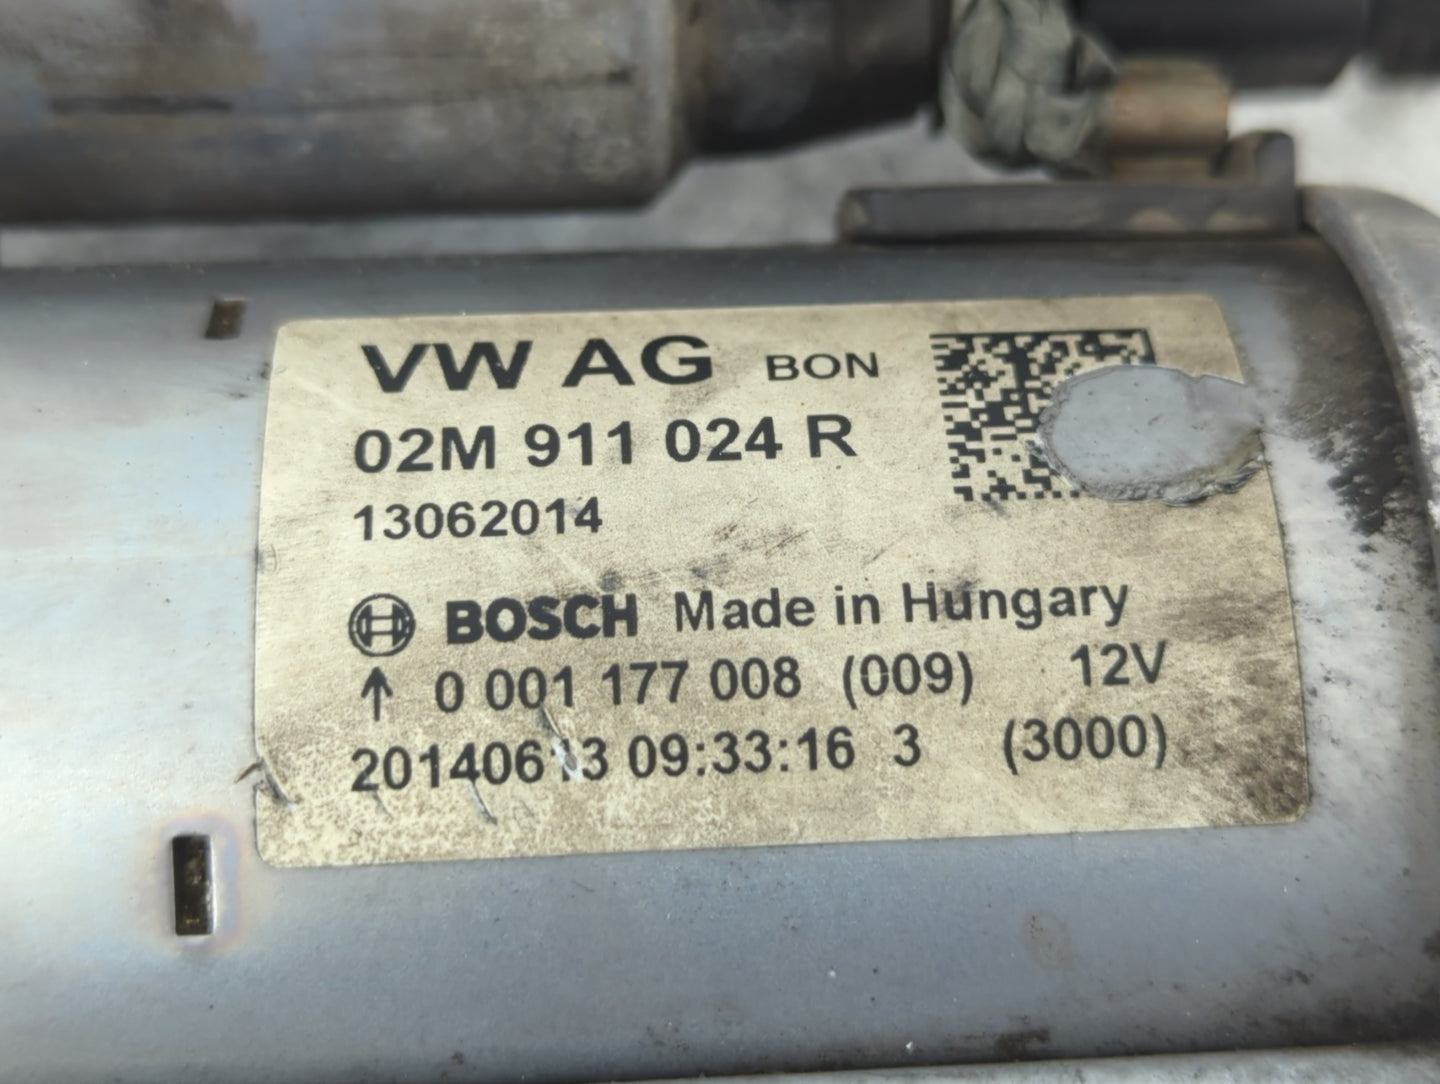 VW AG BON
02M 911 024 R
13062014
BOSCH Made in Hungary
↑ 0 001 177 008 (009) 12V
20140613 09:33:16 3 (3000)